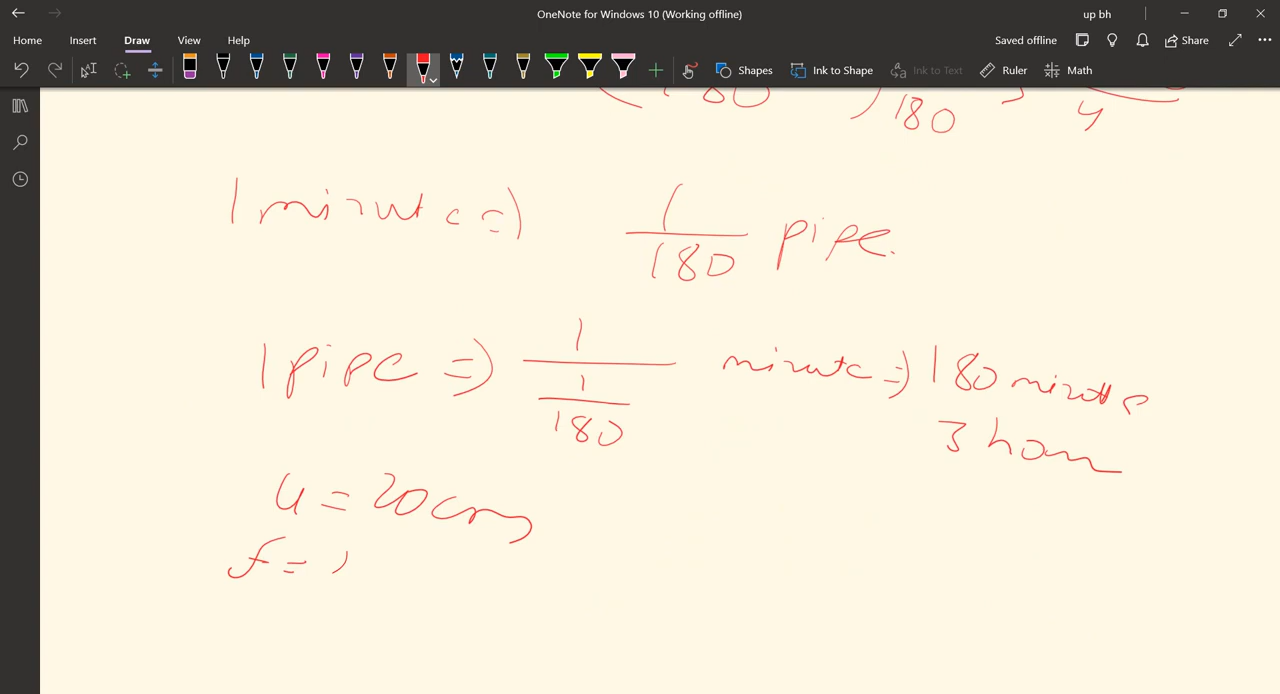 OneNote for Windows 10 (Working offline)
up bh
Home Insert Draw View Help
Saved offline
Share
Shapes
Ink to Shape
Ink to Text
Ruler
Math
180
180
4
1 minute => 1/180 pipe.
1 pipe => 1/(1/180) minute => 180 minute
3 hour
u = 20cm
f =